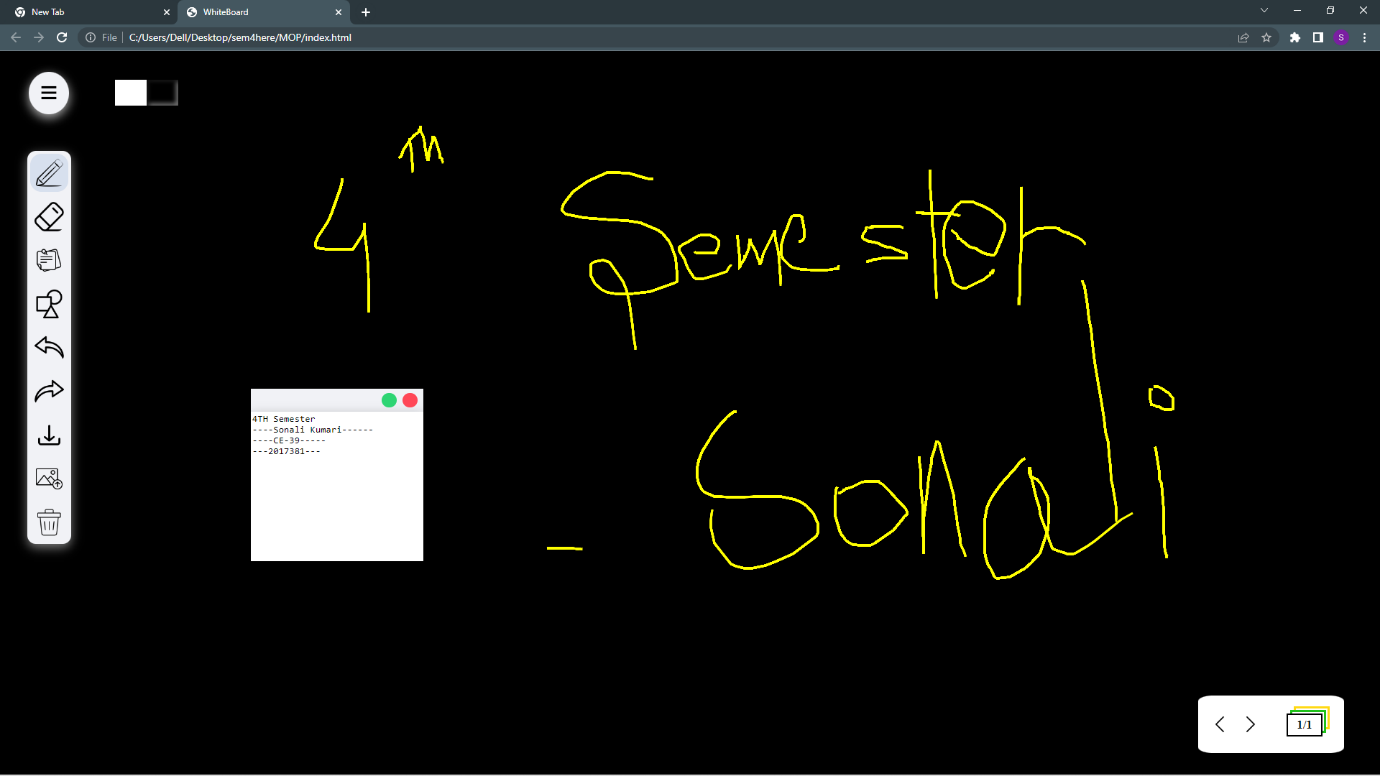 New Tab
WhiteBoard
File
C:/Users/Dell/Desktop/sem4here/MOP/index.html
S
4th Semester
- Sonali
4TH Semester
----Sonali Kumari------
----CE-39-----
---2017381---
1/1